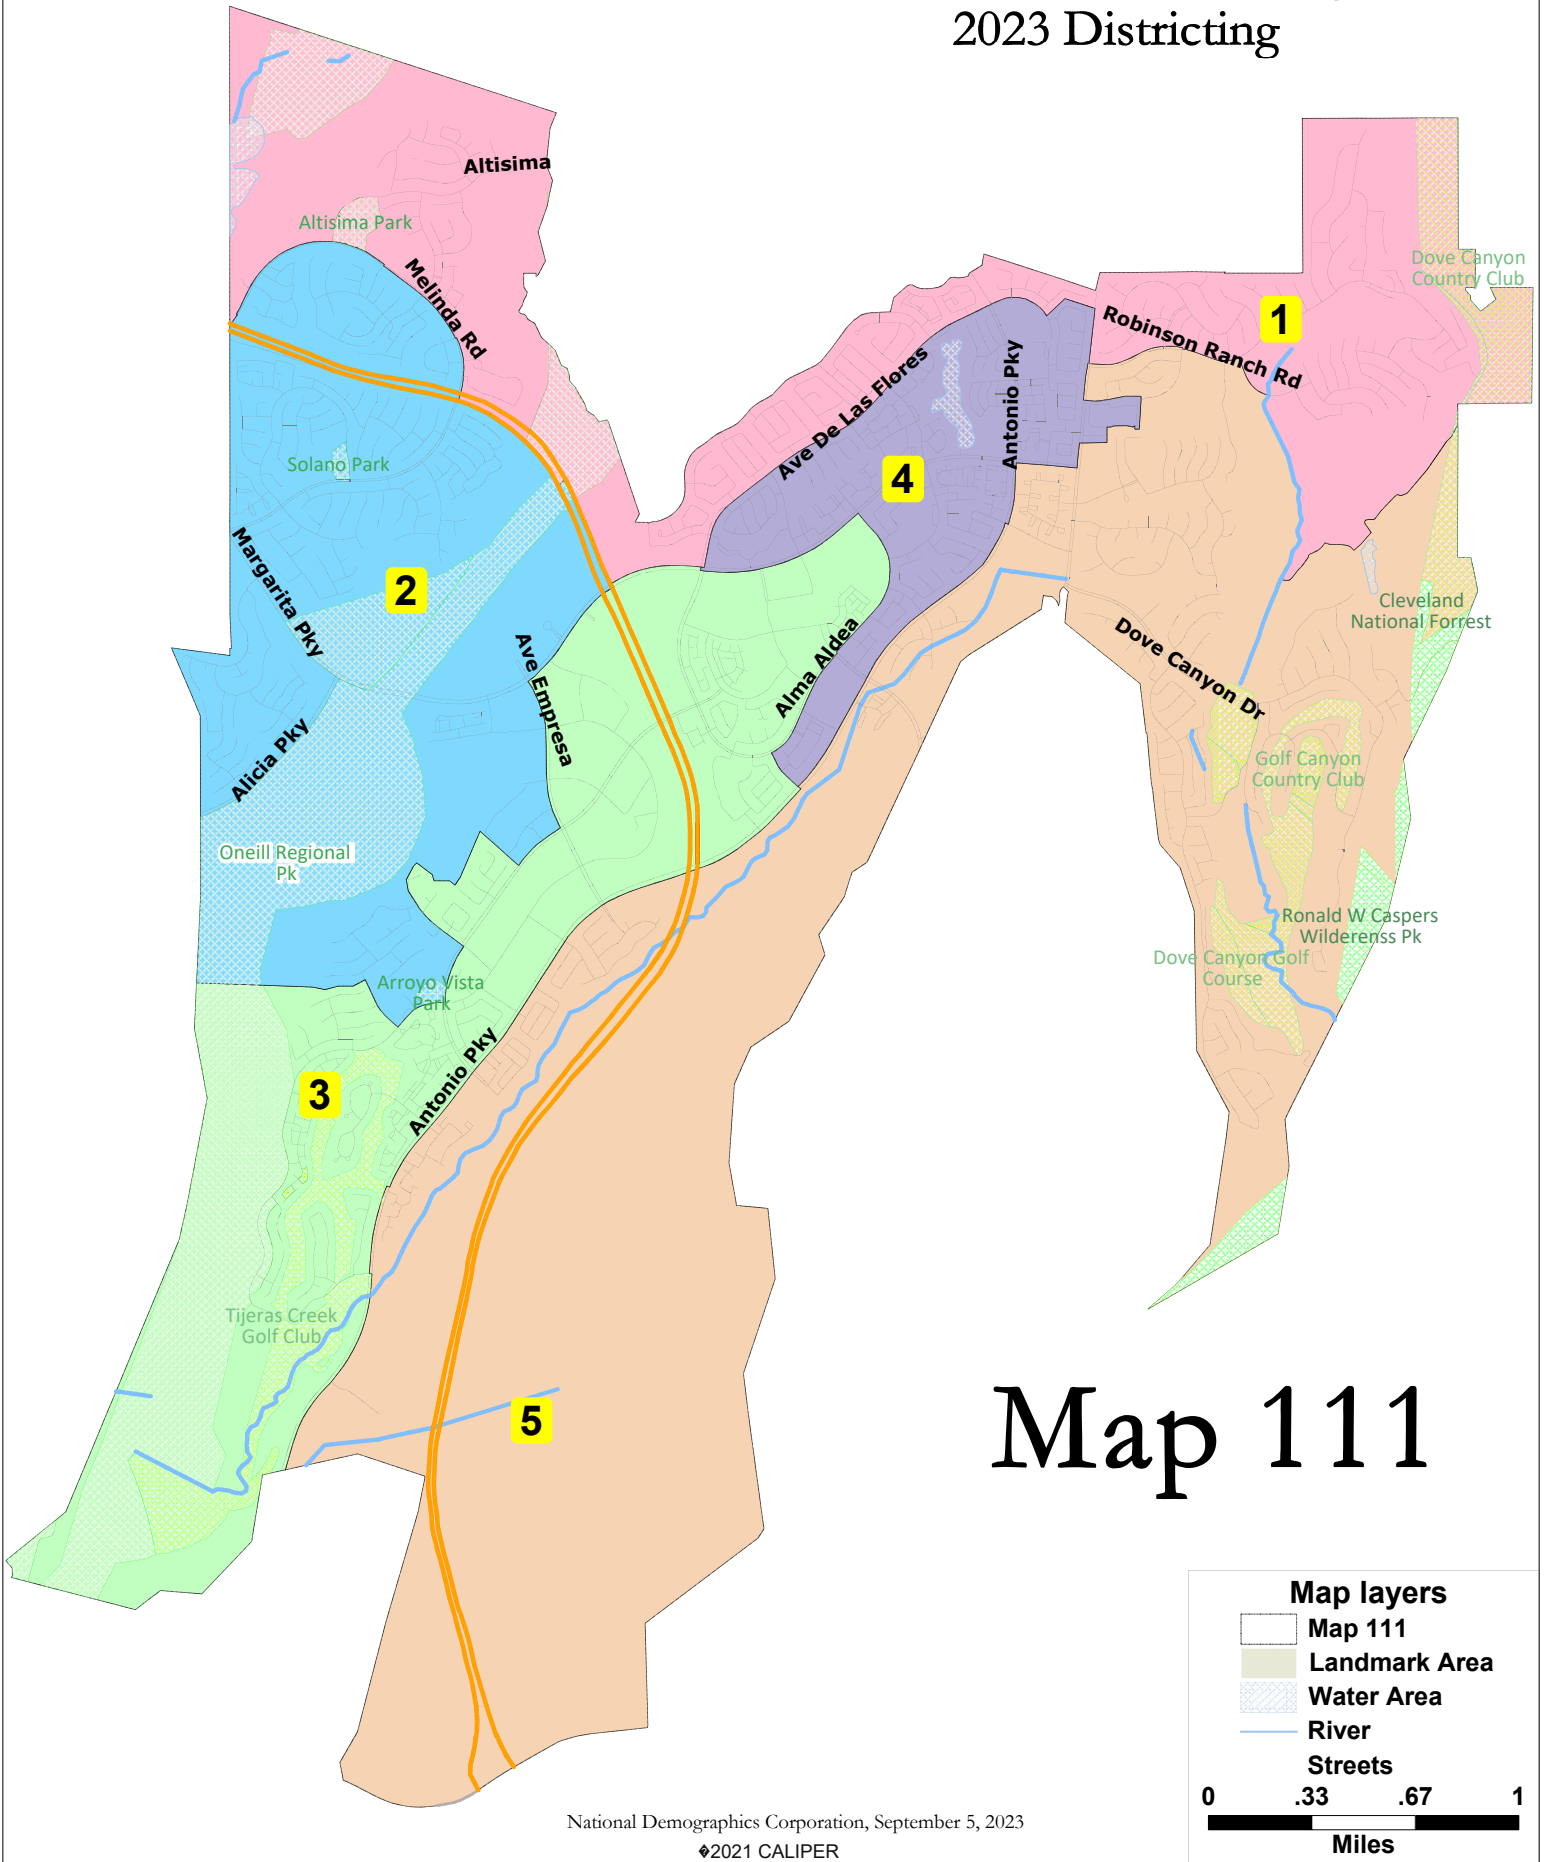 2023 Districting
Altisima
Altisima Park
Melinda Rd
Dove Canyon
Country Club
1
Robinson Ranch Rd
Ave De Las Flores
Antonio Pky
4
Solano Park
Margarita Pky
2
Cleveland
National Forrest
Ave Empresa
Alma Aldea
Dove Canyon Dr
Alicia Pky
Golf Canyon
Country Club
Oneill Regional
Pk
Ronald W Caspers
Wilderenss Pk
Dove Canyon Golf
Course
Arroyo Vista
Park
Antonio Pky
3
Tijeras Creek
Golf Club
5
Map 111
Map layers
Map 111
Landmark Area
Water Area
River
Streets
0 .33 .67 1
Miles
National Demographics Corporation, September 5, 2023
�2021 CALIPER